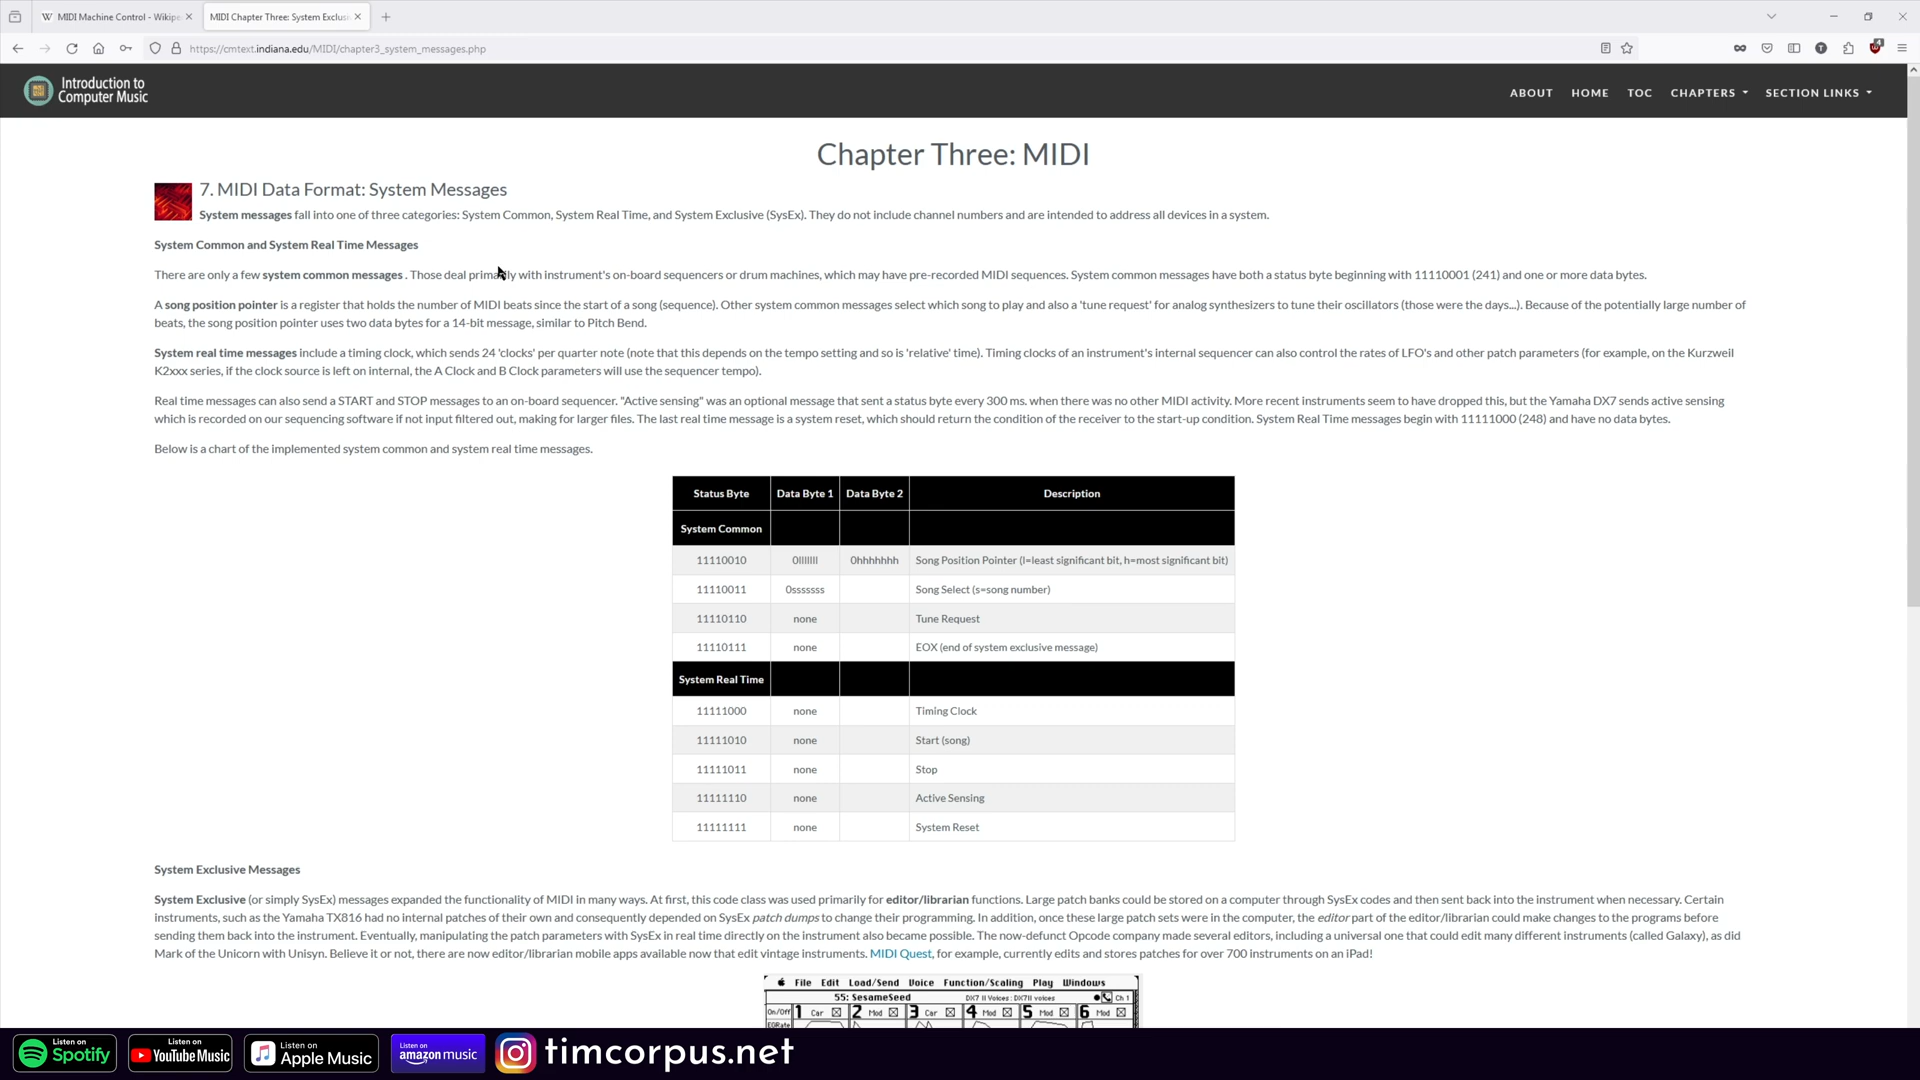 MIDI Machine Control - Wikipe
MIDI Chapter Three: System Exclus
https://cmtext.indiana.edu/MIDI/chapter3_system_messages.php
4
Introduction to
Computer Music
ABOUT HOME TOC CHAPTERS SECTION LINKS
Chapter Three: MIDI
7. MIDI Data Format: System Messages
System messages fall into one of three categories: System Common, System Real Time, and System Exclusive (SysEx). They do not include channel numbers and are intended to address all devices in a system.
System Common and System Real Time Messages
There are only a few system common messages . Those deal primarily with instrument's on-board sequencers or drum machines, which may have pre-recorded MIDI sequences. System common messages have both a status byte beginning with 11110001 (241) and one or more data bytes.
A song position pointer is a register that holds the number of MIDI beats since the start of a song (sequence). Other system common messages select which song to play and also a 'tune request' for analog synthesizers to tune their oscillators (those were the days...). Because of the potentially large number of
beats, the song position pointer uses two data bytes for a 14-bit message, similar to Pitch Bend.
System real time messages include a timing clock, which sends 24 'clocks' per quarter note (note that this depends on the tempo setting and so is 'relative' time). Timing clocks of an instrument's internal sequencer can also control the rates of LFO's and other patch parameters (for example, on the Kurzweil
K2xxx series, if the clock source is left on internal, the A Clock and B Clock parameters will use the sequencer tempo).
Real time messages can also send a START and STOP messages to an on-board sequencer. "Active sensing" was an optional message that sent a status byte every 300 ms. when there was no other MIDI activity. More recent instruments seem to have dropped this, but the Yamaha DX7 sends active sensing
which is recorded on our sequencing software if not input filtered out, making for larger files. The last real time message is a system reset, which should return the condition of the receiver to the start-up condition. System Real Time messages begin with 11111000 (248) and have no data bytes.
Below is a chart of the implemented system common and system real time messages.
Status Byte Data Byte 1 Data Byte 2 Description
System Common
11110010 0lllllll 0hhhhhhh Song Position Pointer (l=least significant bit, h=most significant bit)
11110011 0sssssss Song Select (s=song number)
11110110 none Tune Request
11110111 none EOX (end of system exclusive message)
System Real Time
11111000 none Timing Clock
11111010 none Start (song)
11111011 none Stop
11111110 none Active Sensing
11111111 none System Reset
System Exclusive Messages
System Exclusive (or simply SysEx) messages expanded the functionality of MIDI in many ways. At first, this code class was used primarily for editor/librarian functions. Large patch banks could be stored on a computer through SysEx codes and then sent back into the instrument when necessary. Certain
instruments, such as the Yamaha TX816 had no internal patches of their own and consequently depended on SysEx patch dumps to change their programming. In addition, once these large patch sets were in the computer, the editor part of the editor/librarian could make changes to the programs before
sending them back into the instrument. Eventually, manipulating the patch parameters with SysEx in real time directly on the instrument also became possible. The now-defunct Opcode company made several editors, including a universal one that could edit many different instruments (called Galaxy), as did
Mark of the Unicorn with Unisyn. Believe it or not, there are now editor/librarian mobile apps available now that edit vintage instruments. MIDI Quest, for example, currently edits and stores patches for over 700 instruments on an iPad!
File Edit Load/Send Voice Function/Scaling Play Windows
55: SesameSeed DX7 II Voices : DX7II voices Ch 1
On/Off 1 Car 2 Mod 3 Car 4 Mod 5 Mod 6 Mod
EGRate
Listen on Spotify
Listen on YouTube Music
Listen on Apple Music
Listen on amazon music
timcorpus.net